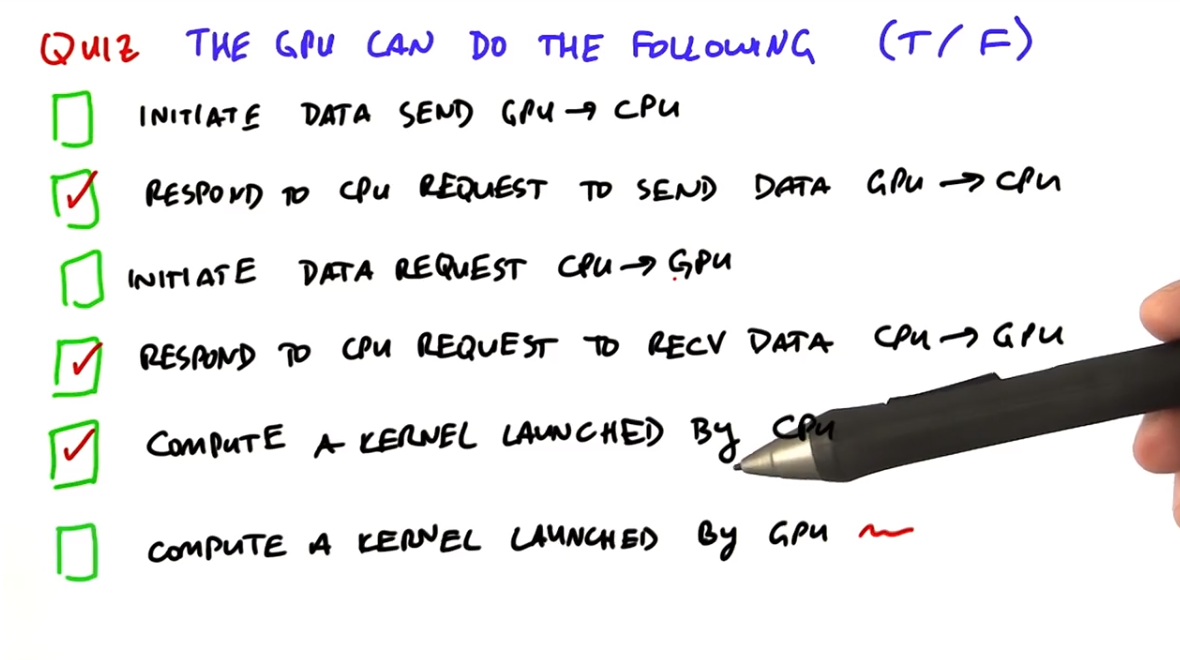 QUIZ THE GPU CAN DO THE FOLLOWING (T/F)
INITIATE DATA SEND GPU → CPU
RESPOND TO CPU REQUEST TO SEND DATA GPU → CPU
INITIATE DATA REQUEST CPU → GPU
RESPOND TO CPU REQUEST TO RECV DATA CPU → GPU
COMPUTE A KERNEL LAUNCHED BY CPU
COMPUTE A KERNEL LAUNCHED BY GPU